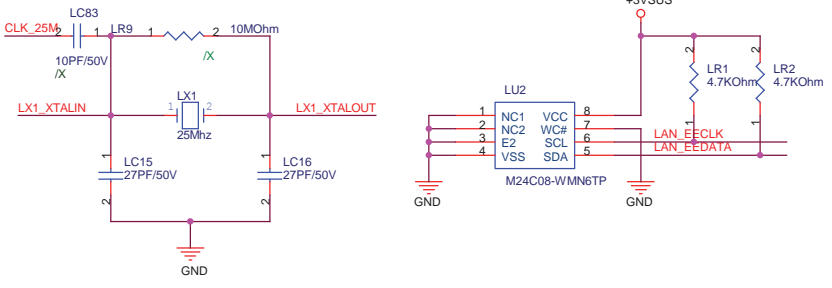 LC83
CLK_25M
2
1
10PF/50V
/X
LR9
1
2
10MOhm
/X
LX1_XTALIN
LX1
1
2
25Mhz
LX1_XTALOUT
1
LC15
27PF/50V
2
1
LC16
27PF/50V
2
GND
+3VSUS
LU2
1
NC1
VCC
8
2
NC2
WC#
7
3
E2
SCL
6
4
VSS
SDA
5
M24C08-WMN6TP
GND
GND
2
LR1
4.7KOhm
1
2
LR2
4.7KOhm
1
LAN_EECLK
LAN_EEDATA